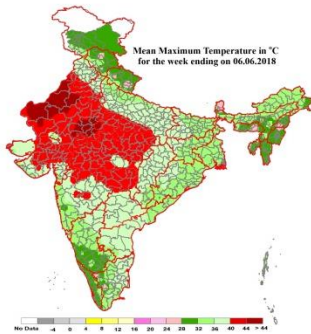 Mean Maximum Temperature in °C
for the week ending on 06.06.2018
No Data -4 0 4 8 12 16 20 24 28 32 36 40 44 > 44